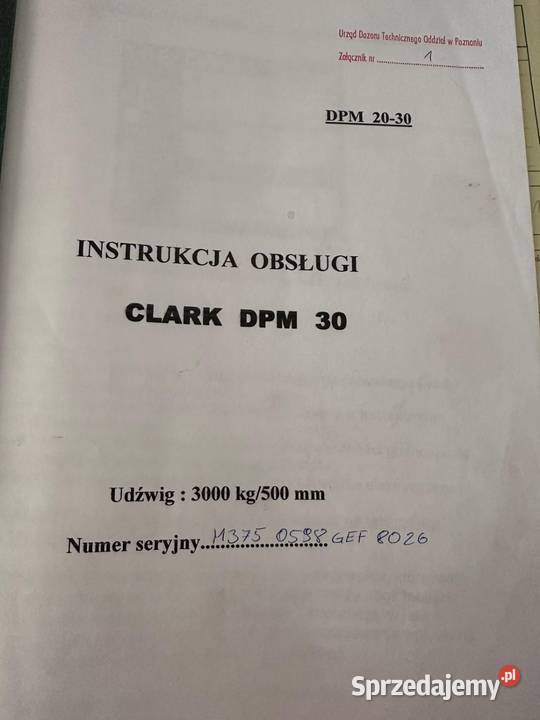 Urząd Dozoru Technicznego Oddział w Poznaniu
Załącznik nr 1
DPM 20-30
INSTRUKCJA OBSŁUGI
CLARK DPM 30
Udźwig : 3000 kg/500 mm
Numer seryjny M375 0598 GEF 8026
Sprzedajemy.pl